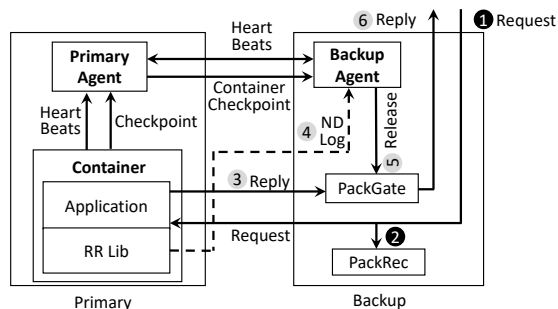 6 Reply
1 Request
Heart
Beats
Primary
Agent
Backup
Agent
Container
Checkpoint
Heart
Beats
Checkpoint
4 ND
Log
Release
5
Container
Application
RR Lib
3 Reply
PackGate
Request
2
PackRec
Primary
Backup